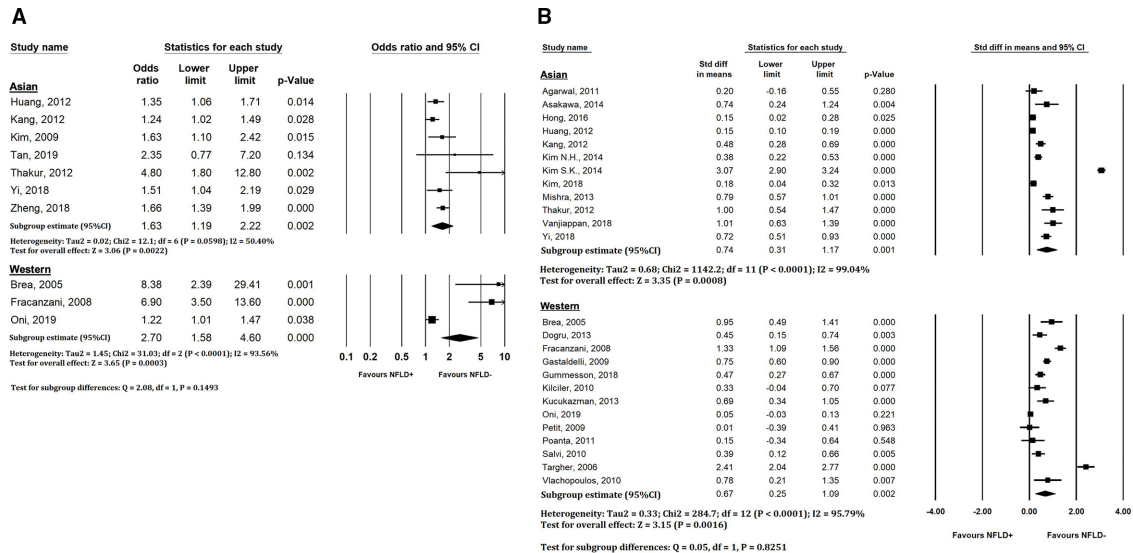 A
Study name Statistics for each study Odds ratio and 95% CI
Odds ratio Lower limit Upper limit p-Value
Asian
Huang, 2012 1.35 1.06 1.71 0.014
Kang, 2012 1.24 1.02 1.49 0.028
Kim, 2009 1.63 1.10 2.42 0.015
Tan, 2019 2.35 0.77 7.20 0.134
Thakur, 2012 4.80 1.80 12.80 0.002
Yi, 2018 1.51 1.04 2.19 0.029
Zheng, 2018 1.66 1.39 1.99 0.000
Subgroup estimate (95%CI) 1.63 1.19 2.22 0.002
Heterogeneity: Tau2 = 0.02; Chi2 = 12.1; df = 6 (P = 0.0598); I2 = 50.40%
Test for overall effect: Z = 3.06 (P = 0.0022)
Western
Brea, 2005 8.38 2.39 29.41 0.001
Fracanzani, 2008 6.90 3.50 13.60 0.000
Oni, 2019 1.22 1.01 1.47 0.038
Subgroup estimate (95%CI) 2.70 1.58 4.60 0.000
Heterogeneity: Tau2 = 1.45; Chi2 = 31.03; df = 2 (P < 0.0001); I2 = 93.56%
Test for overall effect: Z = 3.65 (P = 0.0003)
0.1 0.2 0.5 1 2 5 10
Favours NFLD+ Favours NFLD-
Test for subgroup differences: Q = 2.08, df = 1, P = 0.1493
B
Study name Statistics for each study Std diff in means and 95% CI
Std diff in means Lower limit Upper limit p-Value
Asian
Agarwal, 2011 0.20 -0.16 0.55 0.280
Asakawa, 2014 0.74 0.24 1.24 0.004
Hong, 2016 0.15 0.02 0.28 0.025
Huang, 2012 0.15 0.10 0.19 0.000
Kang, 2012 0.48 0.28 0.69 0.000
Kim N.H., 2014 0.38 0.22 0.53 0.000
Kim S.K., 2014 3.07 2.90 3.24 0.000
Kim, 2018 0.18 0.04 0.32 0.013
Mishra, 2013 0.79 0.57 1.01 0.000
Thakur, 2012 1.00 0.54 1.47 0.000
Vanjiappan, 2018 1.01 0.63 1.39 0.000
Yi, 2018 0.72 0.51 0.93 0.000
Subgroup estimate (95%CI) 0.74 0.31 1.17 0.001
Heterogeneity: Tau2 = 0.68; Chi2 = 1142.2; df = 11 (P < 0.0001); I2 = 99.04%
Test for overall effect: Z = 3.35 (P = 0.0008)
Western
Brea, 2005 0.95 0.49 1.41 0.000
Dogru, 2013 0.45 0.15 0.74 0.003
Fracanzani, 2008 1.33 1.09 1.56 0.000
Gastaldelli, 2009 0.75 0.60 0.90 0.000
Gummesson, 2018 0.47 0.27 0.67 0.000
Kilciler, 2010 0.33 -0.04 0.70 0.077
Kucukazman, 2013 0.69 0.34 1.05 0.000
Oni, 2019 0.05 -0.03 0.13 0.221
Petit, 2009 0.01 -0.39 0.41 0.963
Poanta, 2011 0.15 -0.34 0.64 0.548
Salvi, 2010 0.39 0.12 0.66 0.005
Targher, 2006 2.41 2.04 2.77 0.000
Vlachopoulos, 2010 0.78 0.21 1.35 0.007
Subgroup estimate (95%CI) 0.67 0.25 1.09 0.002
Heterogeneity: Tau2 = 0.33; Chi2 = 284.7; df = 12 (P < 0.0001); I2 = 95.79%
Test for overall effect: Z = 3.15 (P = 0.0016)
-4.00 -2.00 0.00 2.00 4.00
Favours NFLD+ Favours NFLD-
Test for subgroup differences: Q = 0.05, df = 1, P = 0.8251